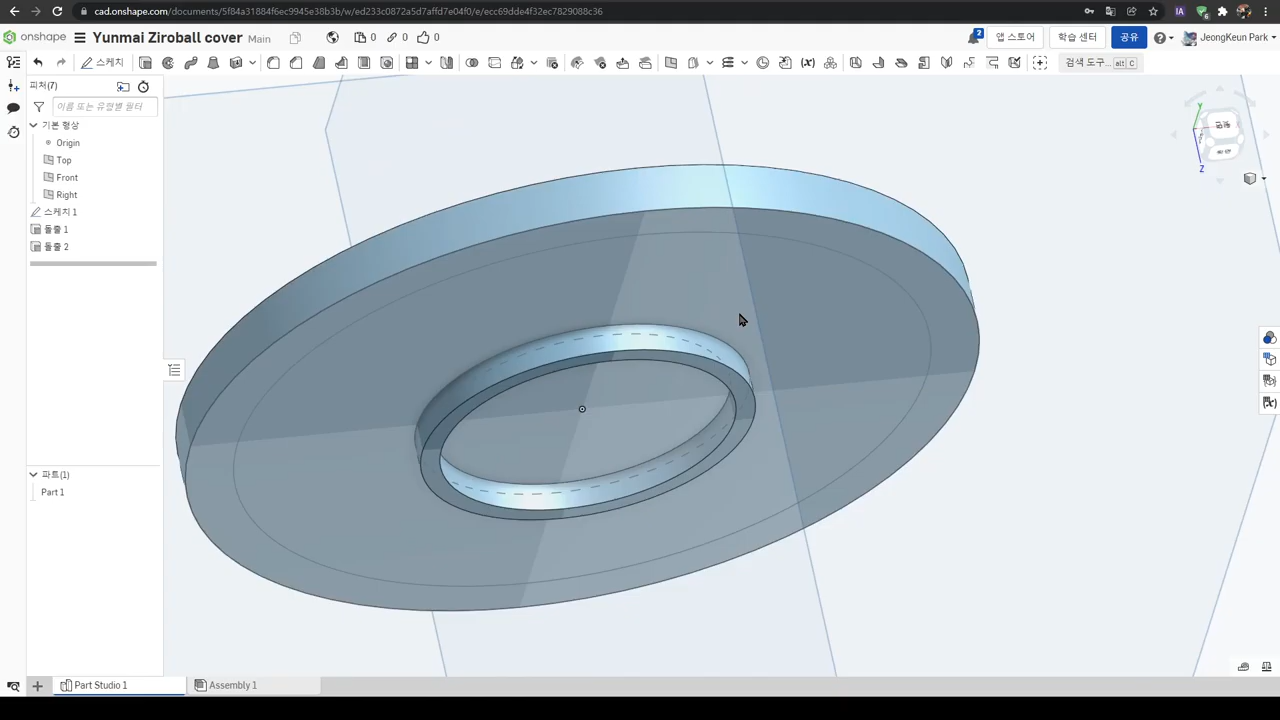 cad.onshape.com/documents/5f84a31884f6ec9945e38b3b/w/ed233c0872a5d7affd7e04f0/e/ecc69dde4f32ec7829088c36
IA
6
onshape
Yunmai Ziroball cover
Main
0
0
0
2
앱 스토어
학습 센터
공유
JeongKeun Park
스케치
(x)
검색 도구...
alt
C
피처(7)
이름 또는 유형별 필터
기본 형상
Origin
Top
Front
Right
스케치 1
돌출 1
돌출 2
Y
Z
파트(1)
Part 1
Part Studio 1
Assembly 1